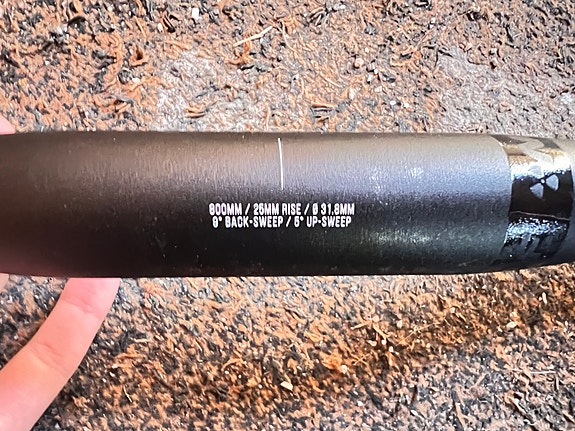 800MM / 25MM RISE / Ø 31.8MM
9° BACK-SWEEP / 5° UP-SWEEP